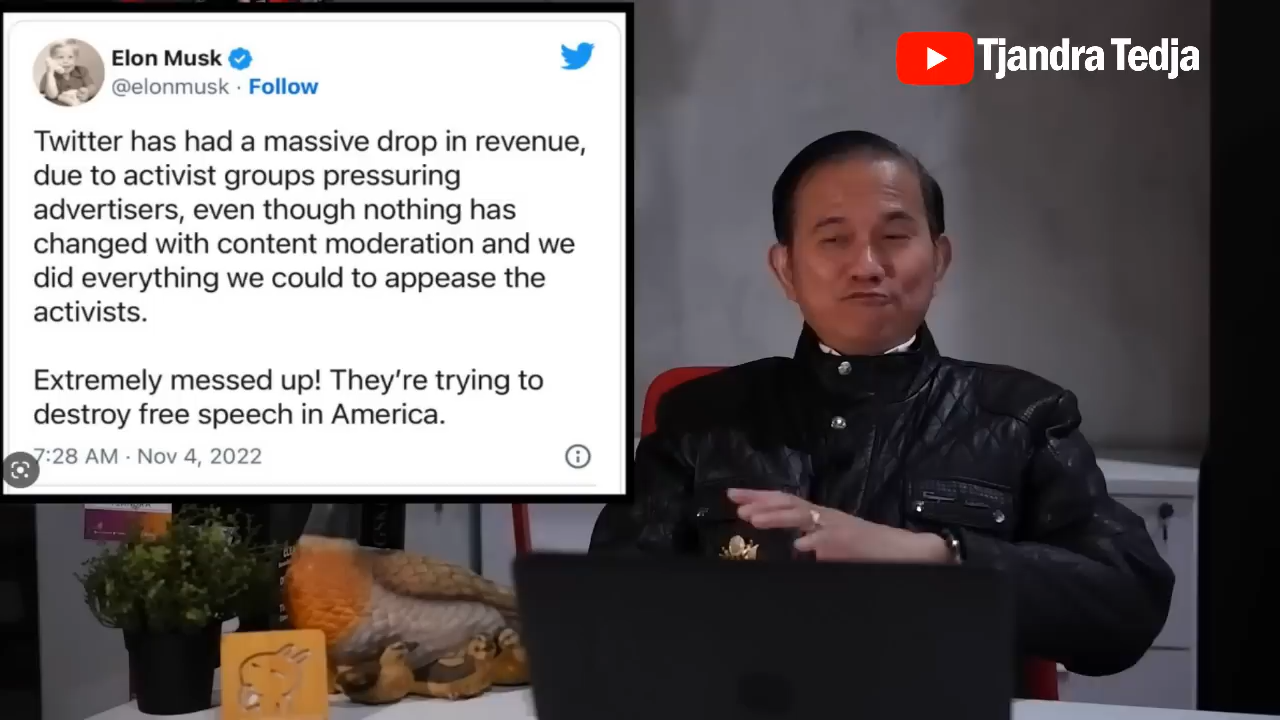 Elon Musk
@elonmusk · Follow
Twitter has had a massive drop in revenue,
due to activist groups pressuring
advertisers, even though nothing has
changed with content moderation and we
did everything we could to appease the
activists.
Extremely messed up! They’re trying to
destroy free speech in America.
7:28 AM · Nov 4, 2022
Tjandra Tedja